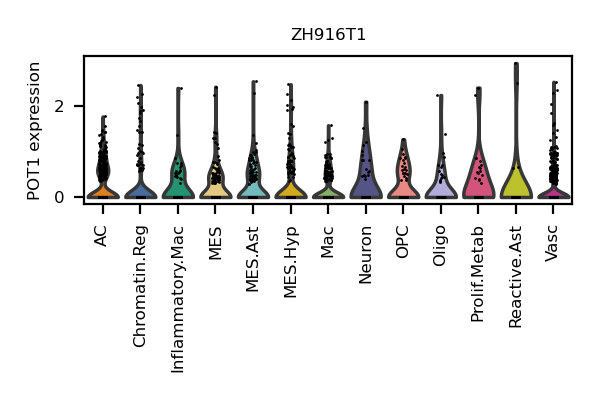 ZH916T1
POT1 expression
2
0
AC
Chromatin.Reg
Inflammatory.Mac
MES
MES.Ast
MES.Hyp
Mac
Neuron
OPC
Oligo
Prolif.Metab
Reactive.Ast
Vasc